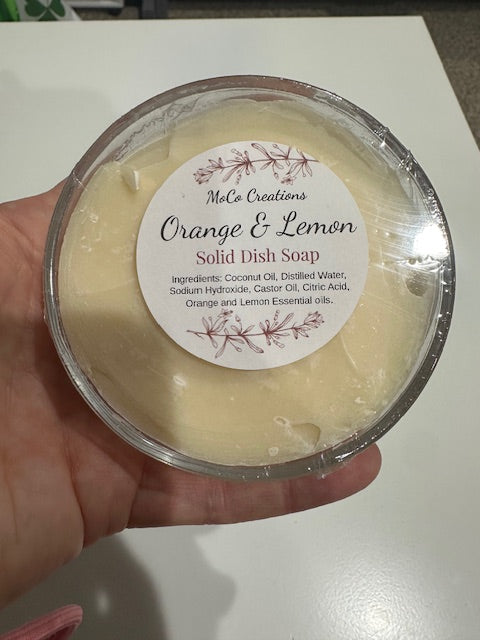 MoCo Creations
Orange & Lemon
Solid Dish Soap
Ingredients: Coconut Oil, Distilled Water,
Sodium Hydroxide, Castor Oil, Citric Acid,
Orange and Lemon Essential oils.